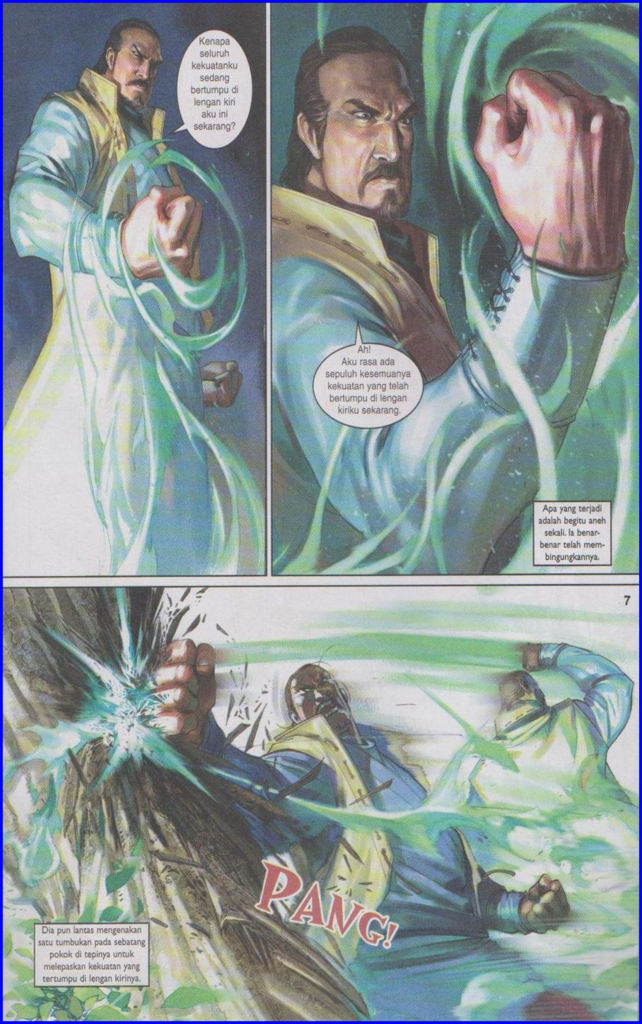 Kenapa
seluruh
kekuatanku
sedang
bertumpu di
lengan kiri
aku ini
sekarang?
Ah!
Aku rasa ada
sepuluh kesemuanya
kekuatan yang telah
bertumpu di lengan
kiriku sekarang.
Apa yang terjadi
adalah begitu aneh
sekali. Ia benar-
benar telah mem-
bingungkannya.
7
PANG!
Dia pun lantas mengenakan
satu tumbukan pada sebatang
pokok di tepinya untuk
melepaskan kekuatan yang
tertumpu di lengan kirinya.